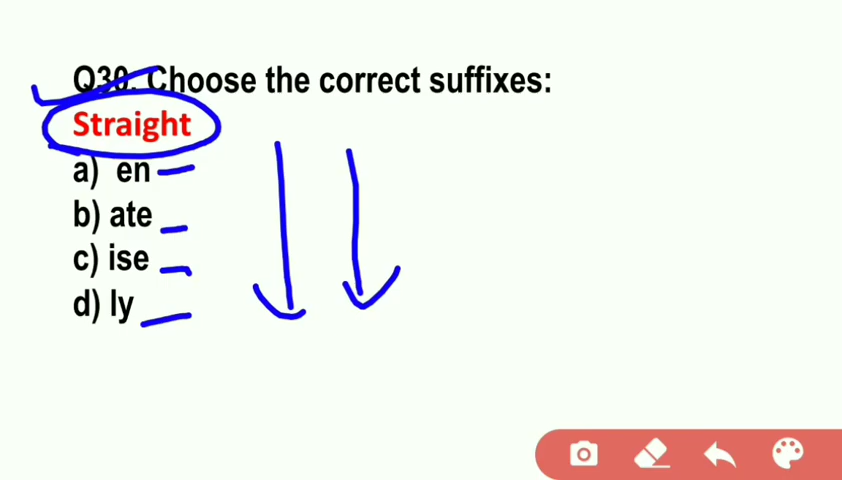 Q30. Choose the correct suffixes:
Straight
a) en
b) ate
c) ise
d) ly